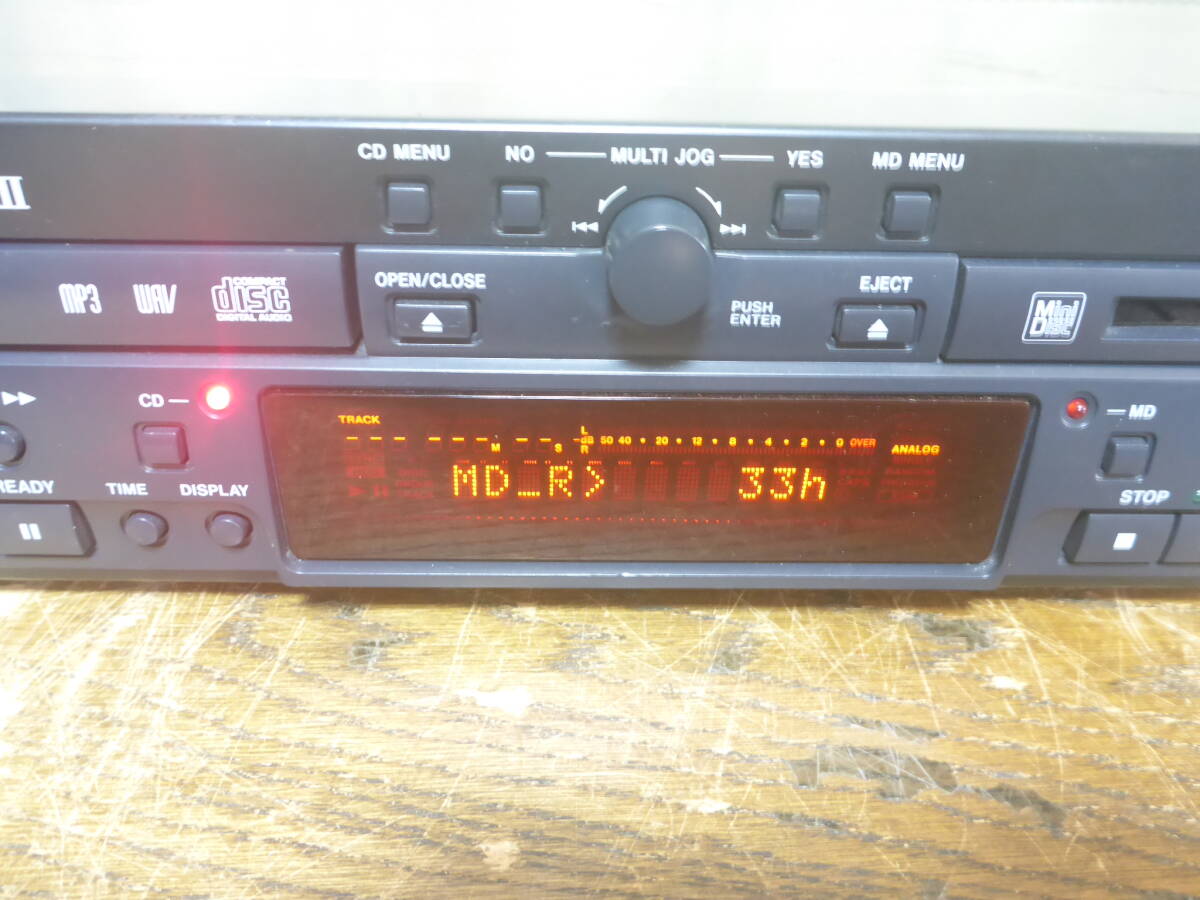 II
CD MENU
NO
MULTI JOG
YES
MD MENU
MP3
WAV
COMPACT
disc
DIGITAL AUDIO
OPEN/CLOSE
PUSH
ENTER
EJECT
Mini
Disc
CD
TRACK
L
dB 50 40 • 20 • 12 • 8 • 4 • 2 • 0 OVER
R
M
S
ANALOG
MD_R> 33h
MD
READY
TIME
DISPLAY
STOP